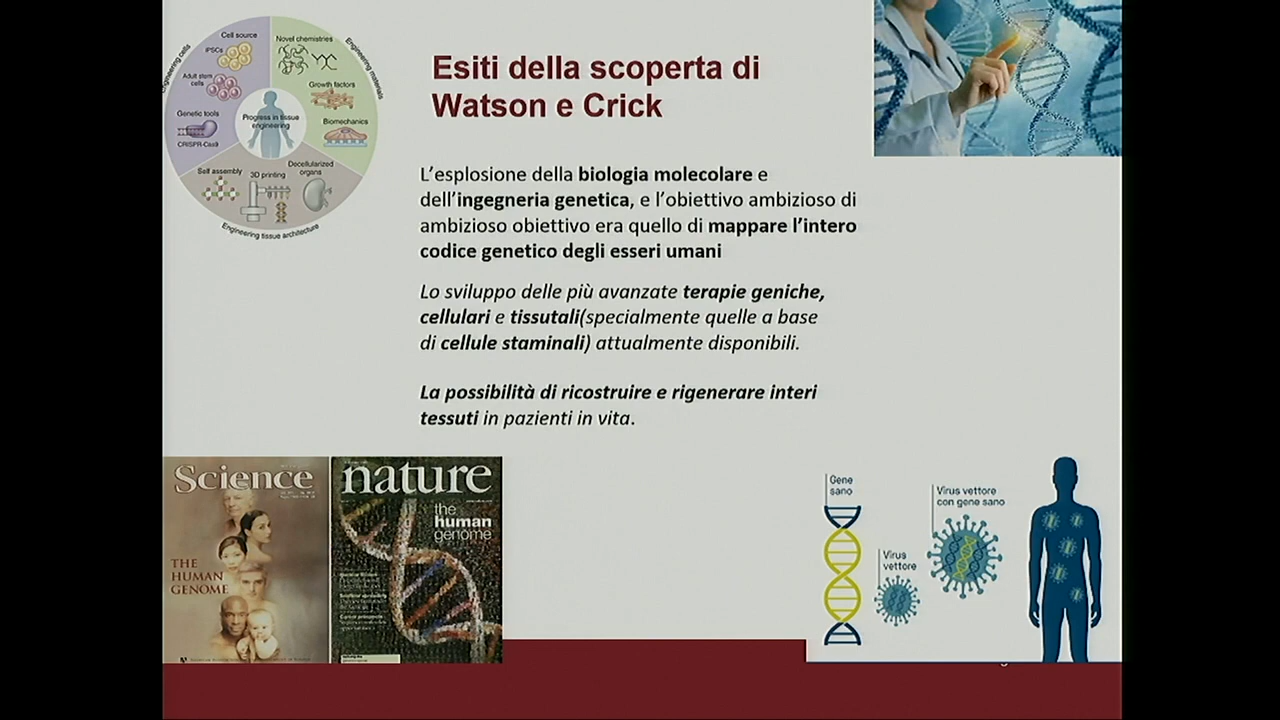 Engineering cells
Engineering materials
Cell source
iPSCs
Adult stem
cells
Genetic tools
CRISPR-Cas9
Novel chemistries
Growth factors
Biomechanics
Progress in tissue
engineering
Self assembly
3D printing
Decellularized
organs
Engineering tissue architecture
Esiti della scoperta di
Watson e Crick
L’esplosione della biologia molecolare e
dell’ingegneria genetica, e l’obiettivo ambizioso di
ambizioso obiettivo era quello di mappare l’intero
codice genetico degli esseri umani
Lo sviluppo delle più avanzate terapie geniche,
cellulari e tissutali(specialmente quelle a base
di cellule staminali) attualmente disponibili.
La possibilità di ricostruire e rigenerare interi
tessuti in pazienti in vita.
Science
THE
HUMAN
GENOME
nature
the
human
genome
Gene
sano
Virus
vettore
Virus vettore
con gene sano